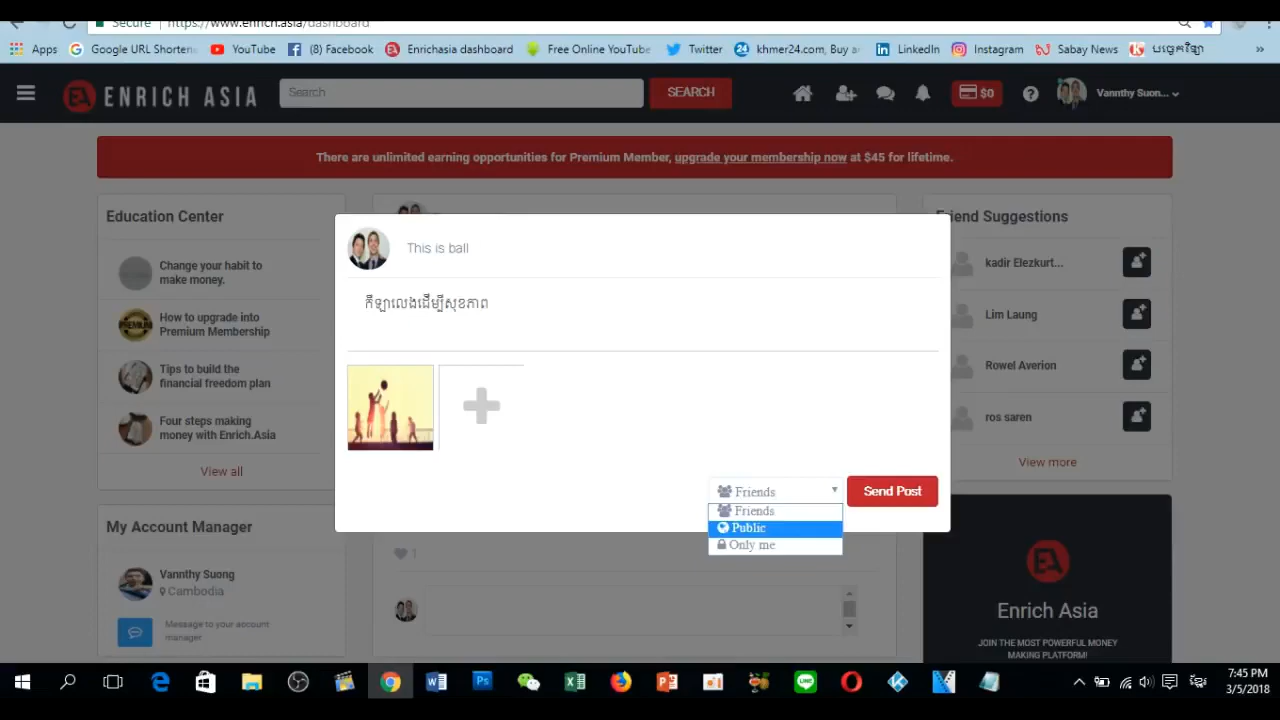 Secure https://www.enrich.asia/dashboard
Apps Google URL Shorten YouTube (8) Facebook Enrichasia dashboard Free Online YouTube Twitter khmer24.com, Buy an LinkedIn Instagram Sabay News បច្ចេកវិទ្យា »
EA ENRICH ASIA Search SEARCH $0 Vannthy Suon...
There are unlimited earning opportunities for Premium Member, upgrade your membership now at $45 for lifetime.
Education Center
Change your habit to
make money.
How to upgrade into
Premium Membership
Tips to build the
financial freedom plan
Four steps making
money with Enrich.Asia
View all
My Account Manager
Vannthy Suong
Cambodia
Message to your account
manager
This is ball
កីឡាលេងដើម្បីសុខភាព
Friends
Send Post
Friends
Public
Only me
1
Friend Suggestions
kadir Elezkurt...
Lim Laung
Rowel Averion
ros saren
View more
EA
Enrich Asia
JOIN THE MOST POWERFUL MONEY
MAKING PLATFORM!
7:45 PM
3/5/2018